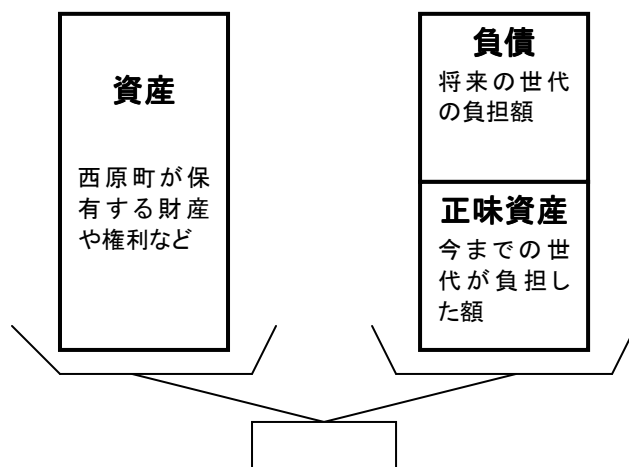 資産
西原町が保
有する財産
や権利など
負債
将来の世代
の負担額
正味資産
今までの世
代が負担し
た額